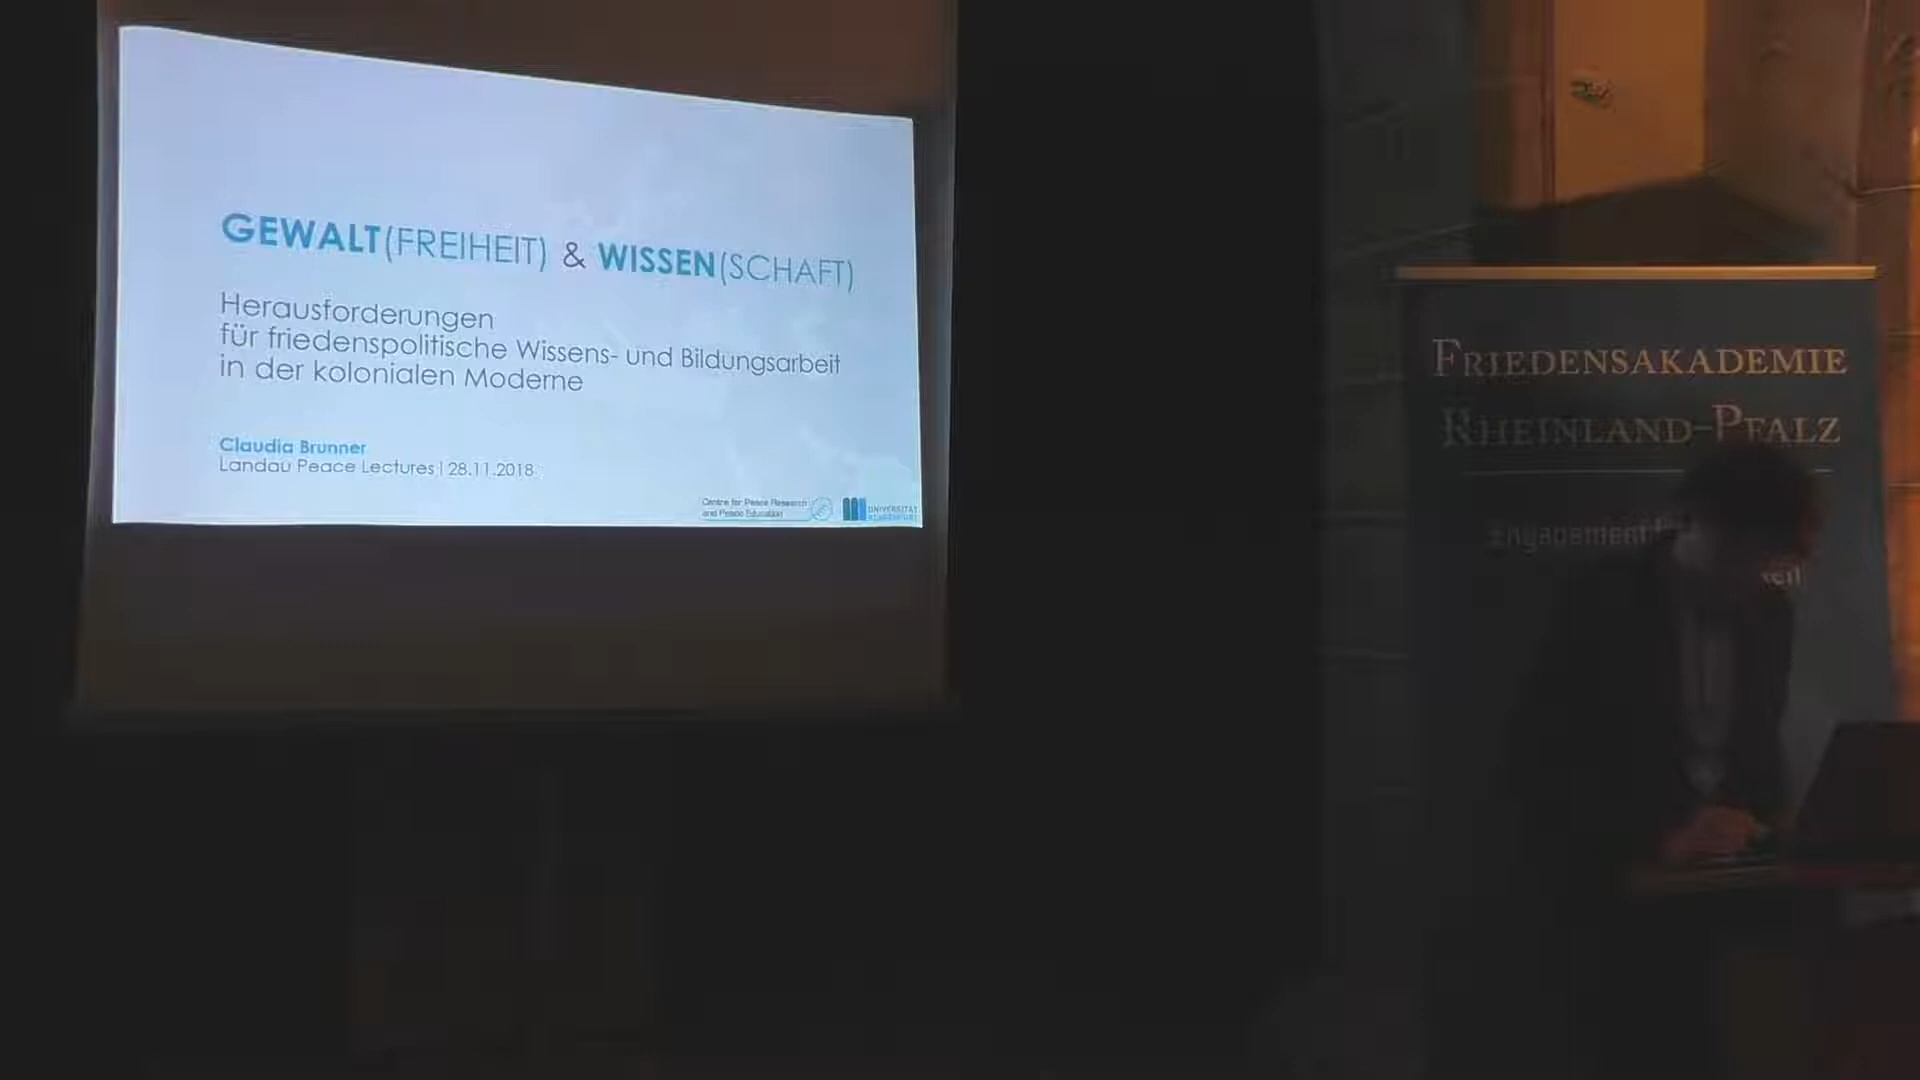 GEWALT(FREIHEIT) & WISSEN(SCHAFT)
Herausforderungen
für friedenspolitische Wissens- und Bildungsarbeit
in der kolonialen Moderne
Claudia Brunner
Landau Peace Lectures | 28.11.2018
Centre for Peace Research
and Peace Education
UNIVERSITÄT
FRIEDENSAKADEMIE
RHEINLAND-PFALZ
Engagement